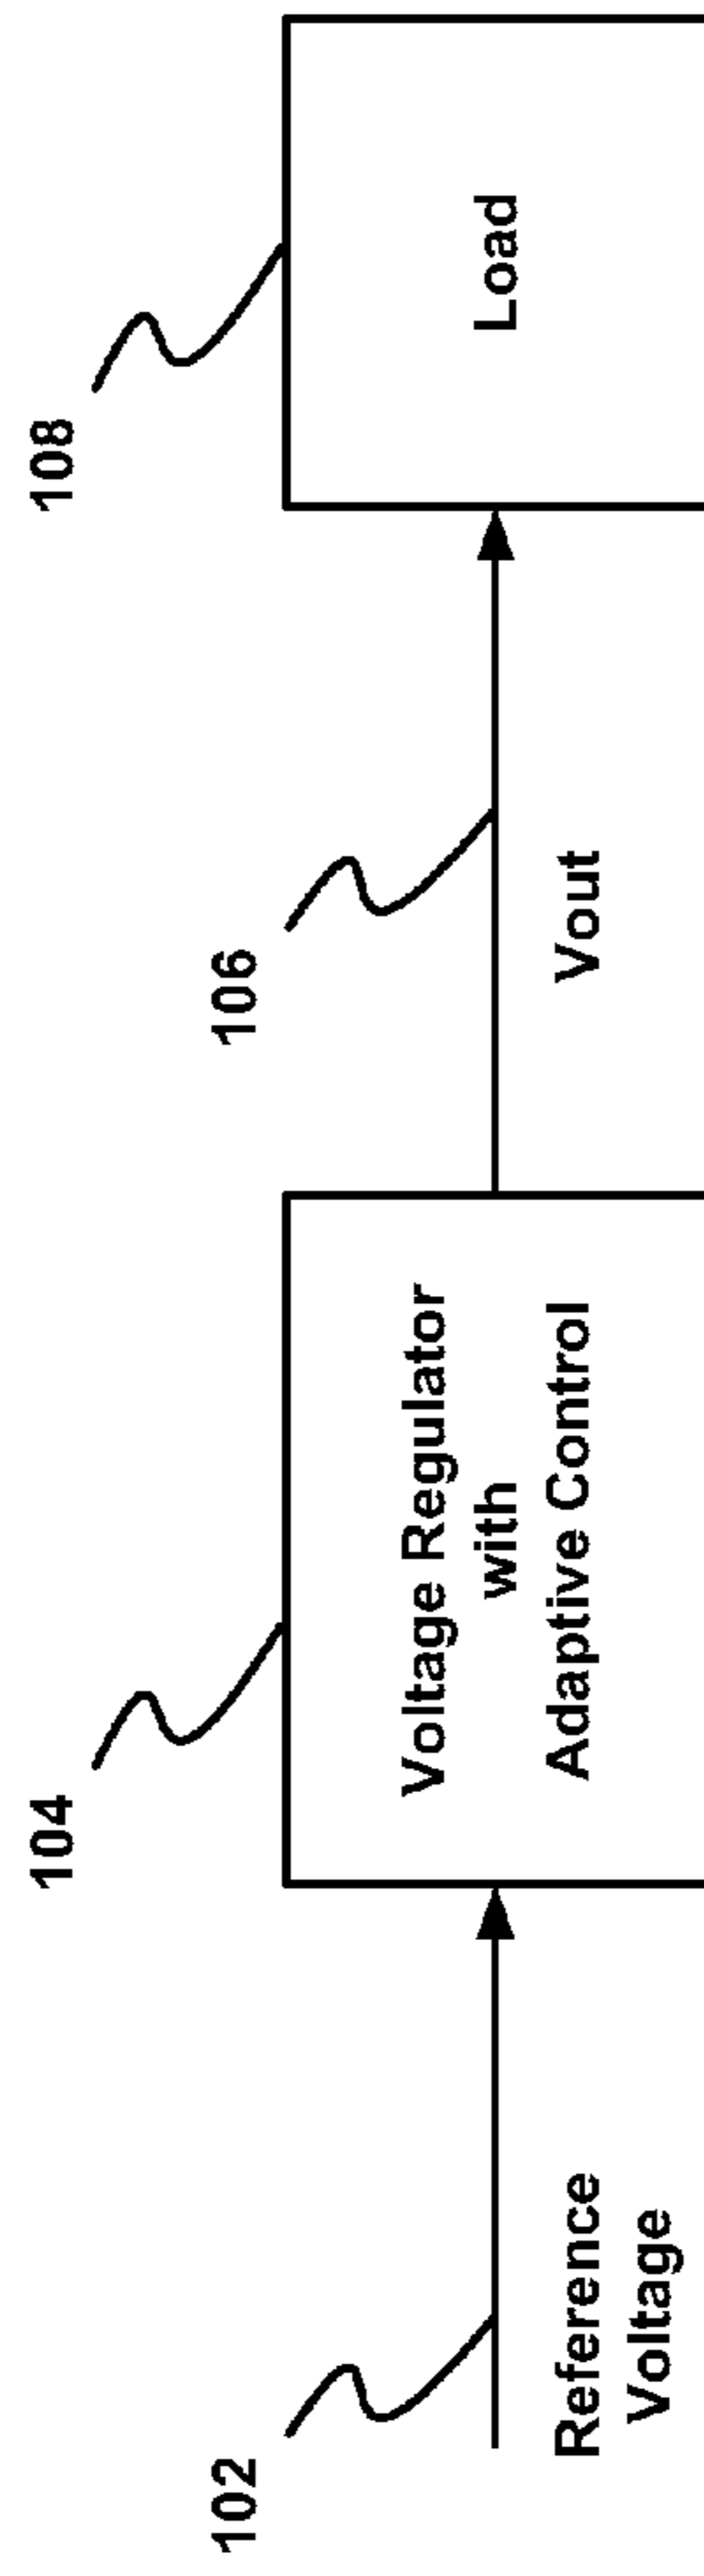 102
Reference
Voltage
104
Voltage Regulator
with
Adaptive Control
106
Vout
108
Load